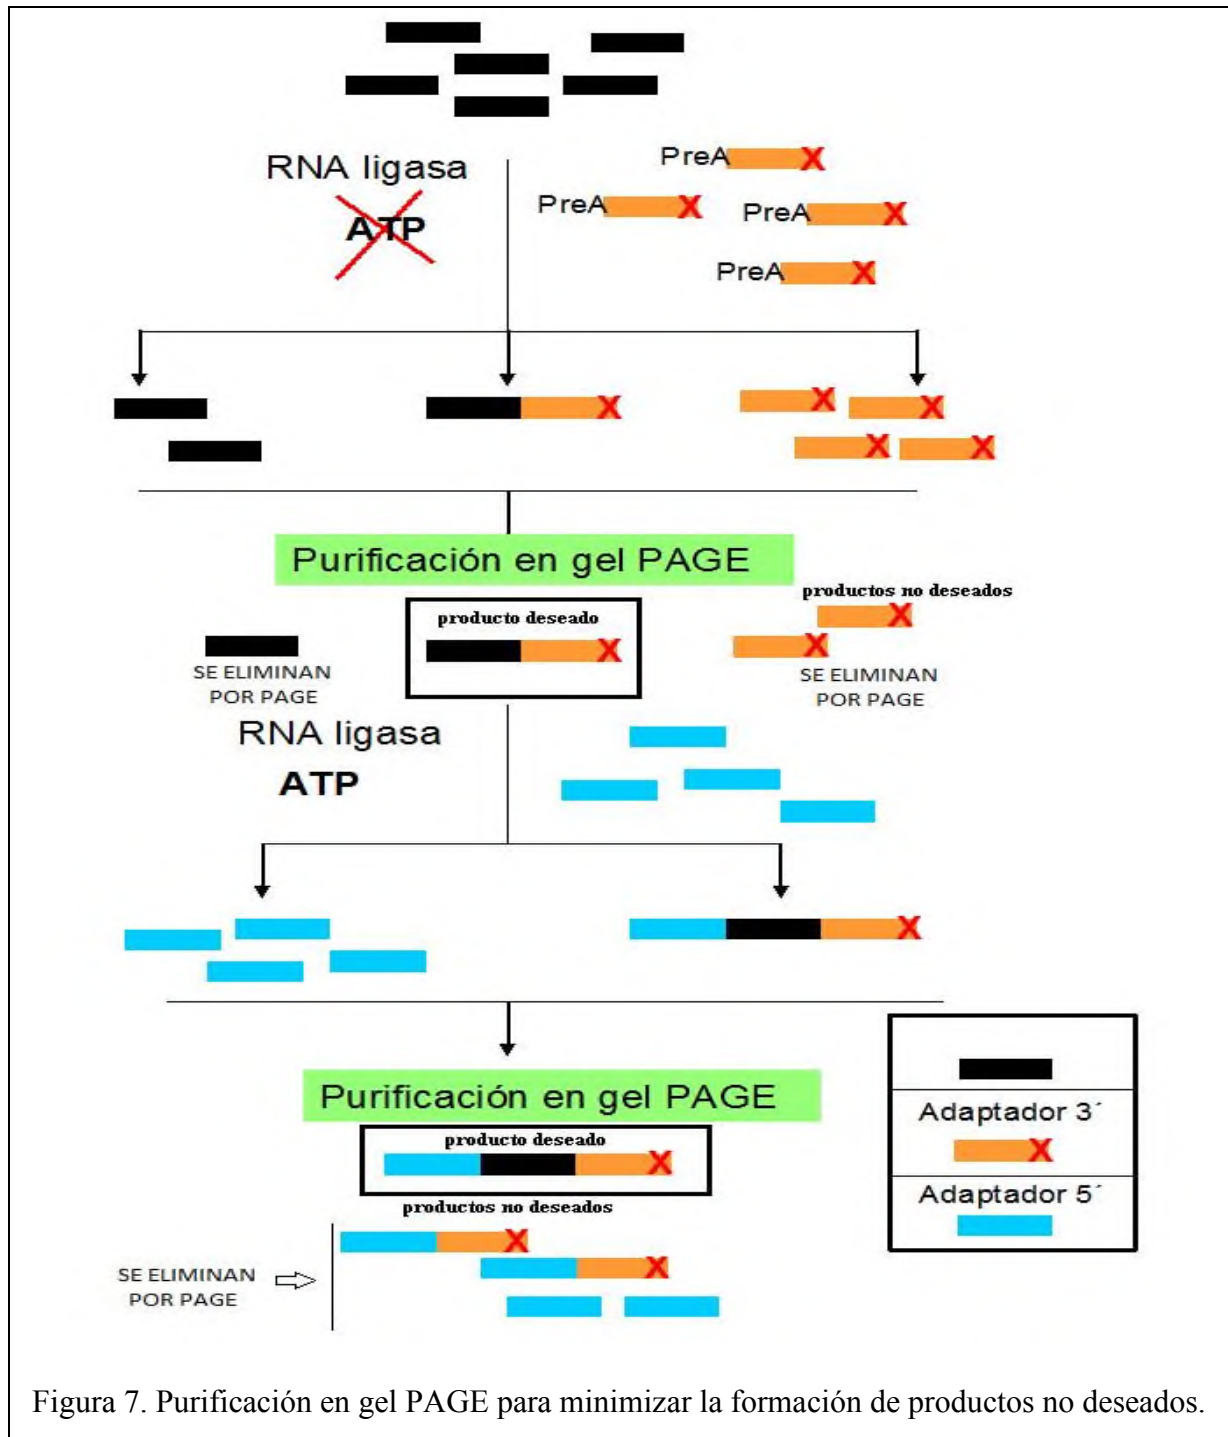 RNA ligasa
ATP
PreA
X
PreA
X
PreA
X
PreA
X
X
X
X
X
X
Purificación en gel PAGE
productos no deseados
X
producto deseado
X
X
SE ELIMINAN
POR PAGE
SE ELIMINAN
POR PAGE
RNA ligasa
ATP
X
Purificación en gel PAGE
producto deseado
X
productos no deseados
X
X
SE ELIMINAN
POR PAGE
Adaptador 3´
X
Adaptador 5´
Figura 7. Purificación en gel PAGE para minimizar la formación de productos no deseados.